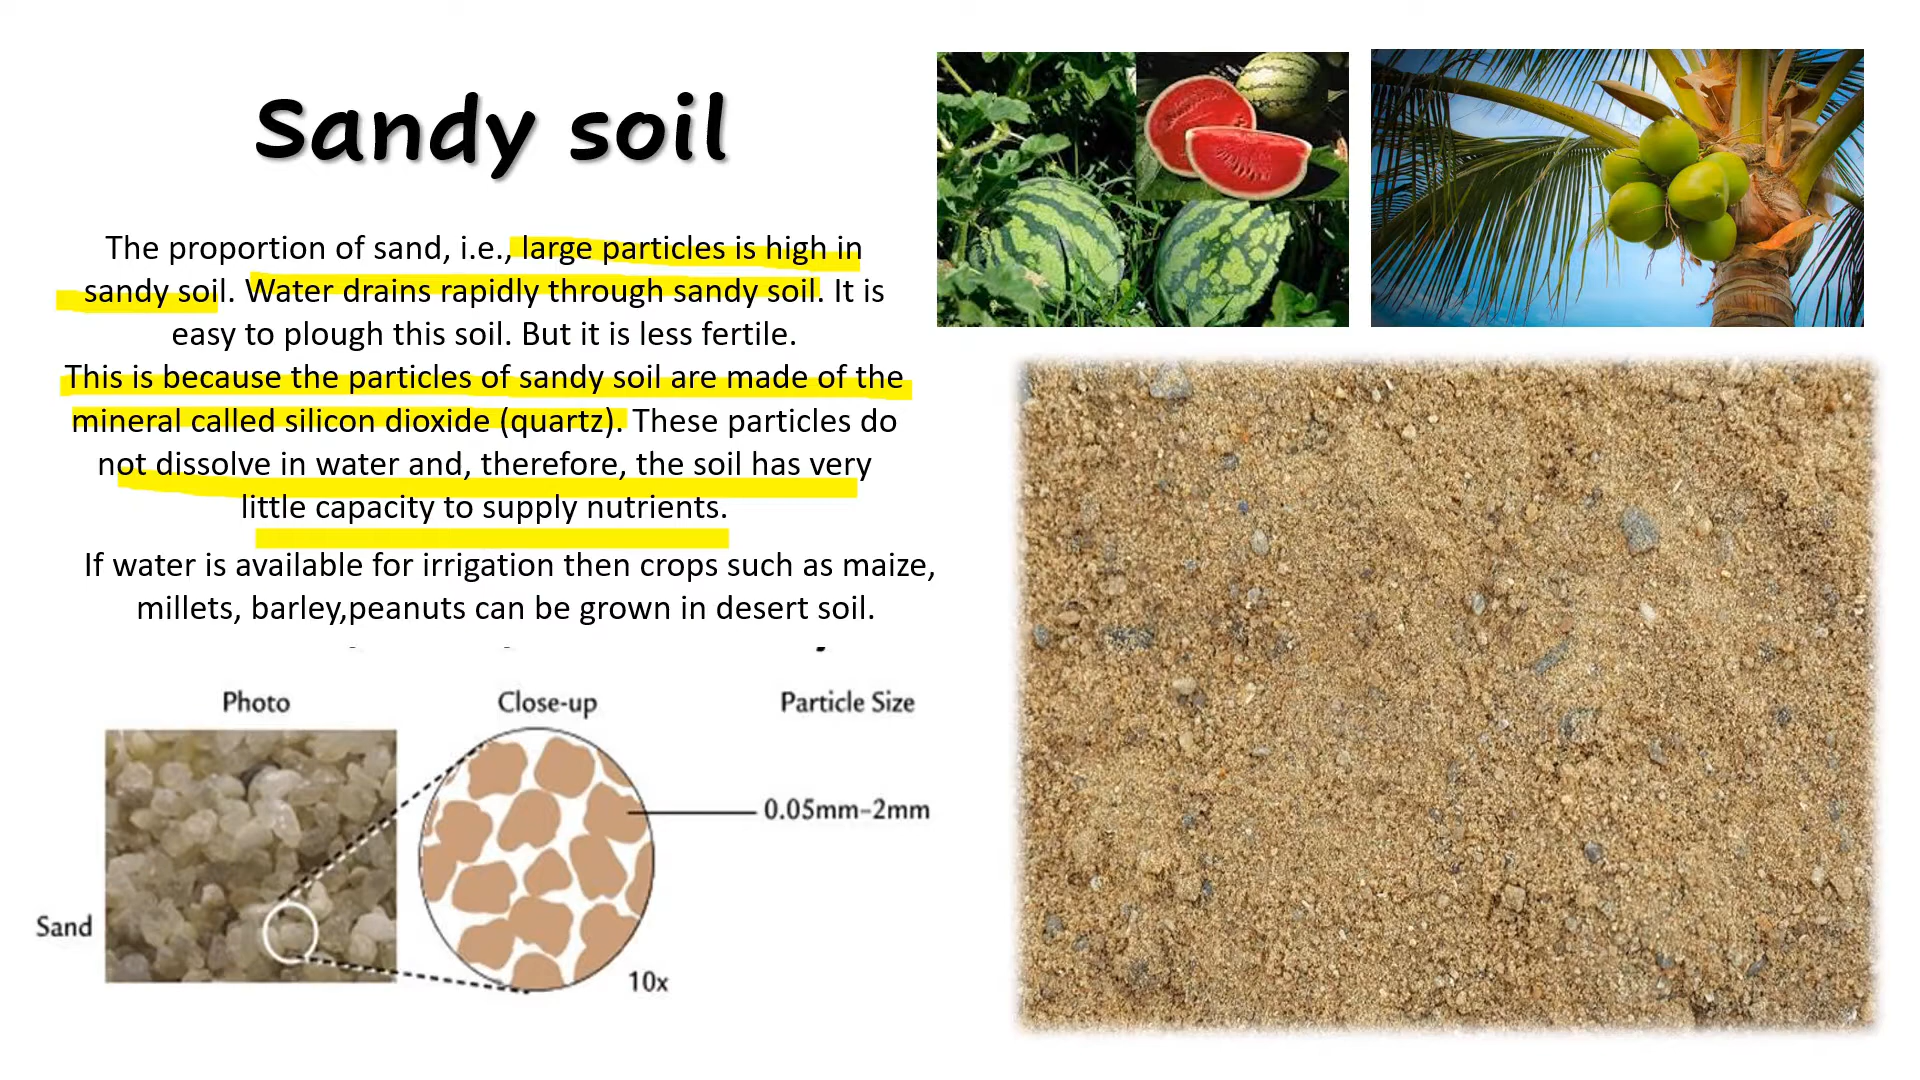 Sandy soil
The proportion of sand, i.e., large particles is high in
sandy soil. Water drains rapidly through sandy soil. It is
easy to plough this soil. But it is less fertile.
This is because the particles of sandy soil are made of the
mineral called silicon dioxide (quartz). These particles do
not dissolve in water and, therefore, the soil has very
little capacity to supply nutrients.
If water is available for irrigation then crops such as maize,
millets, barley,peanuts can be grown in desert soil.
Photo
Close-up
Particle Size
0.05mm-2mm
Sand
10x